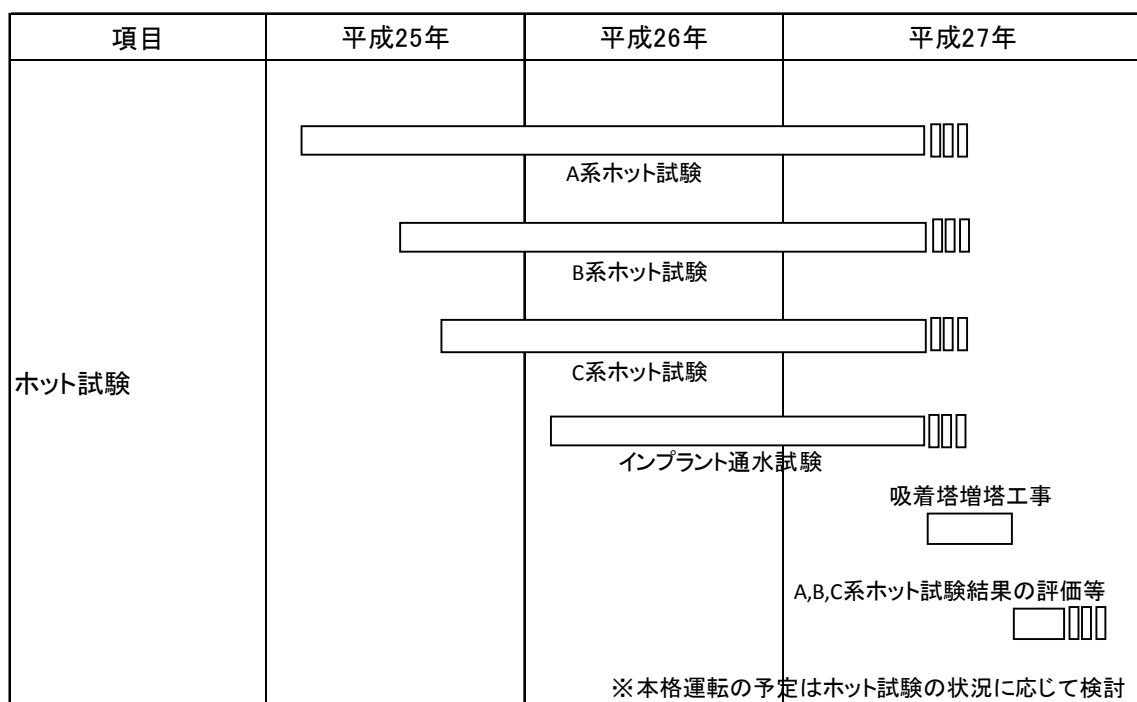 項目 平成25年 平成26年 平成27年
A系ホット試験
B系ホット試験
C系ホット試験
ホット試験
インプラント通水試験
吸着塔増塔工事
A,B,C系ホット試験結果の評価等
※本格運転の予定はホット試験の状況に応じて検討